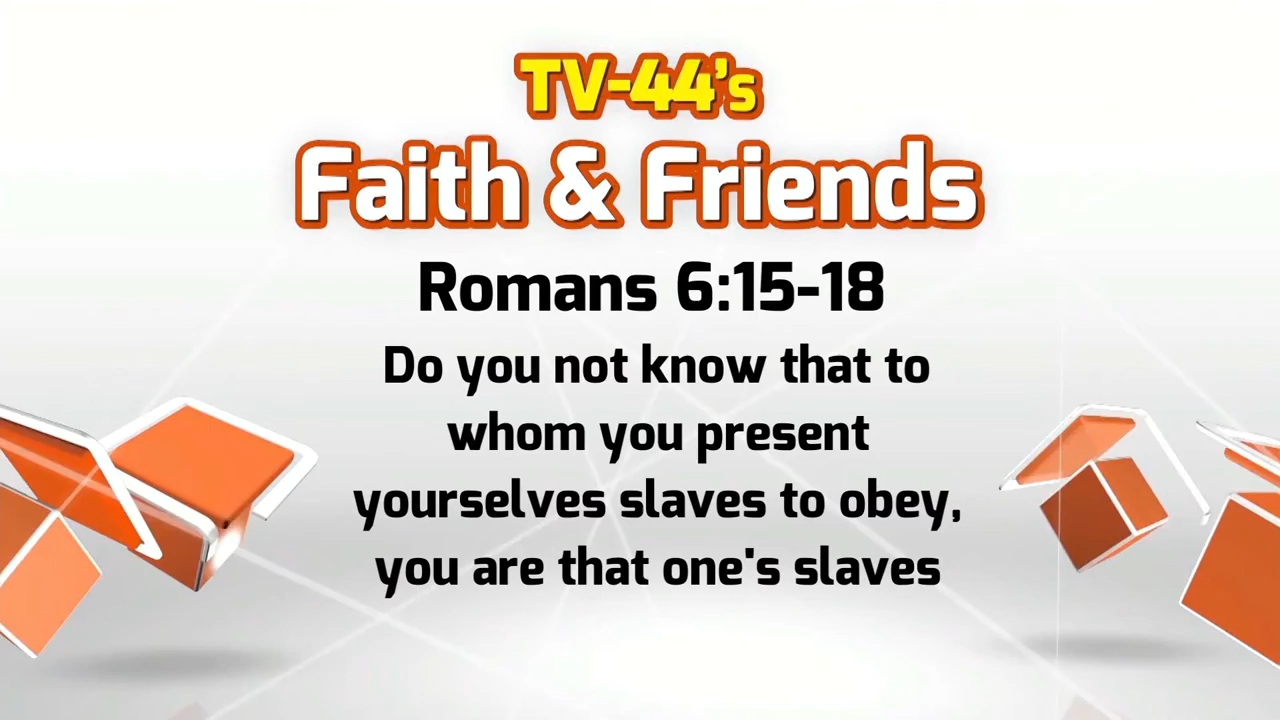 TV-44's
Faith & Friends
Romans 6:15-18
Do you not know that to
whom you present
yourselves slaves to obey,
you are that one's slaves